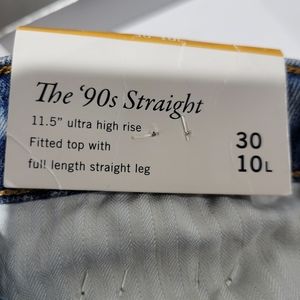 The '90s Straight
11.5" ultra high rise
Fitted top with
full length straight leg
30
10L